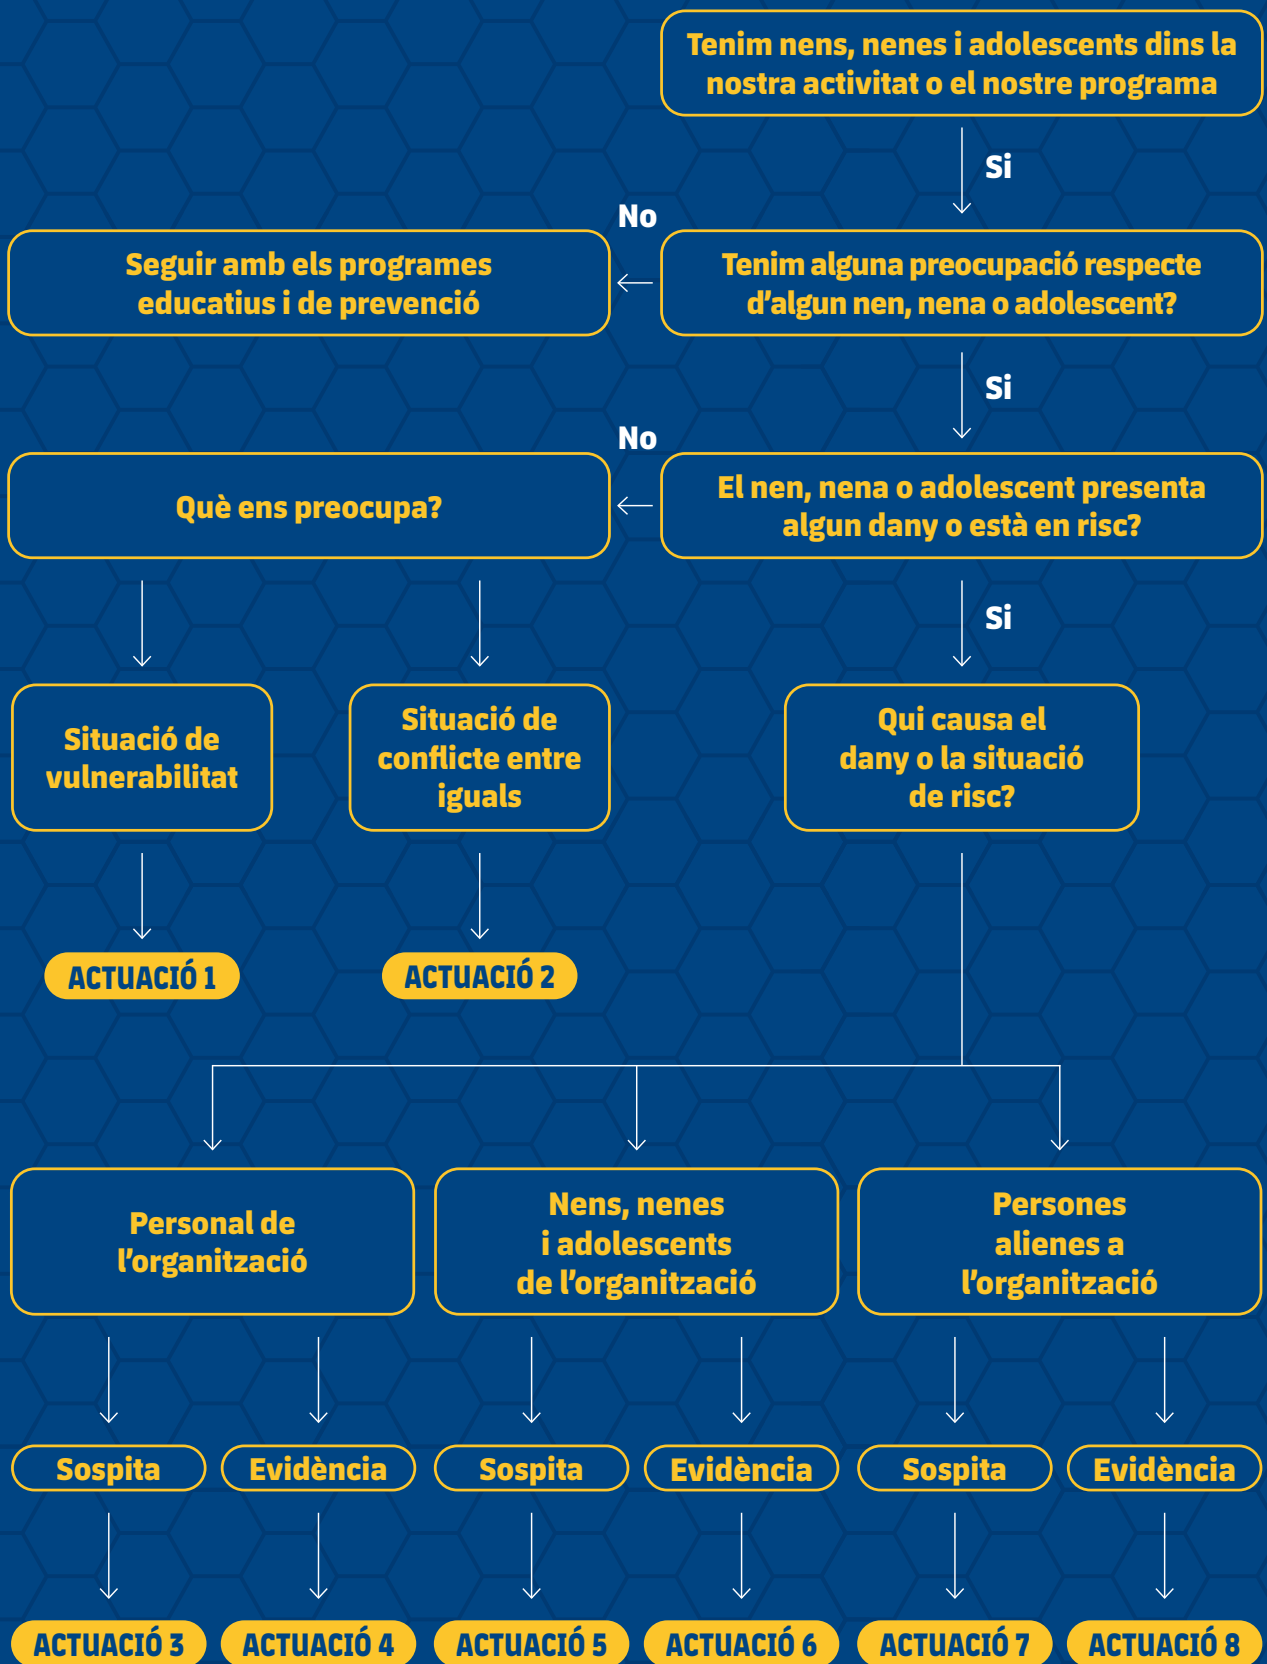 Tenim nens, nenes i adolescents dins la
nostra activitat o el nostre programa
Si
No
Seguir amb els programes
educatius i de prevenció
Tenim alguna preocupació respecte
d'algun nen, nena o adolescent?
Si
No
Què ens preocupa?
El nen, nena o adolescent presenta
algun dany o està en risc?
Si
Situació de
vulnerabilitat
Situació de
conflicte entre
iguals
Qui causa el
dany o la situació
de risc?
ACTUACIÓ 1
ACTUACIÓ 2
Personal de
l'organització
Nens, nenes
i adolescents
de l'organització
Persones
alienes a
l'organització
Sospita
Evidència
Sospita
Evidència
Sospita
Evidència
ACTUACIÓ 3
ACTUACIÓ 4
ACTUACIÓ 5
ACTUACIÓ 6
ACTUACIÓ 7
ACTUACIÓ 8